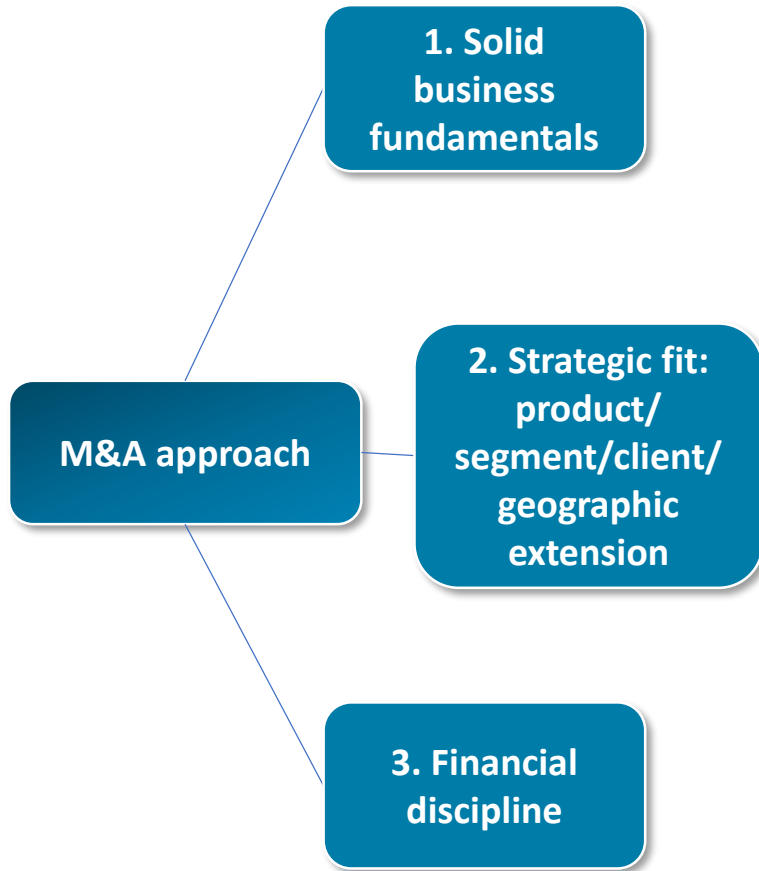 1. Solid
business
fundamentals
M&A approach
2. Strategic fit:
product/
segment/client/
geographic
extension
3. Financial
discipline